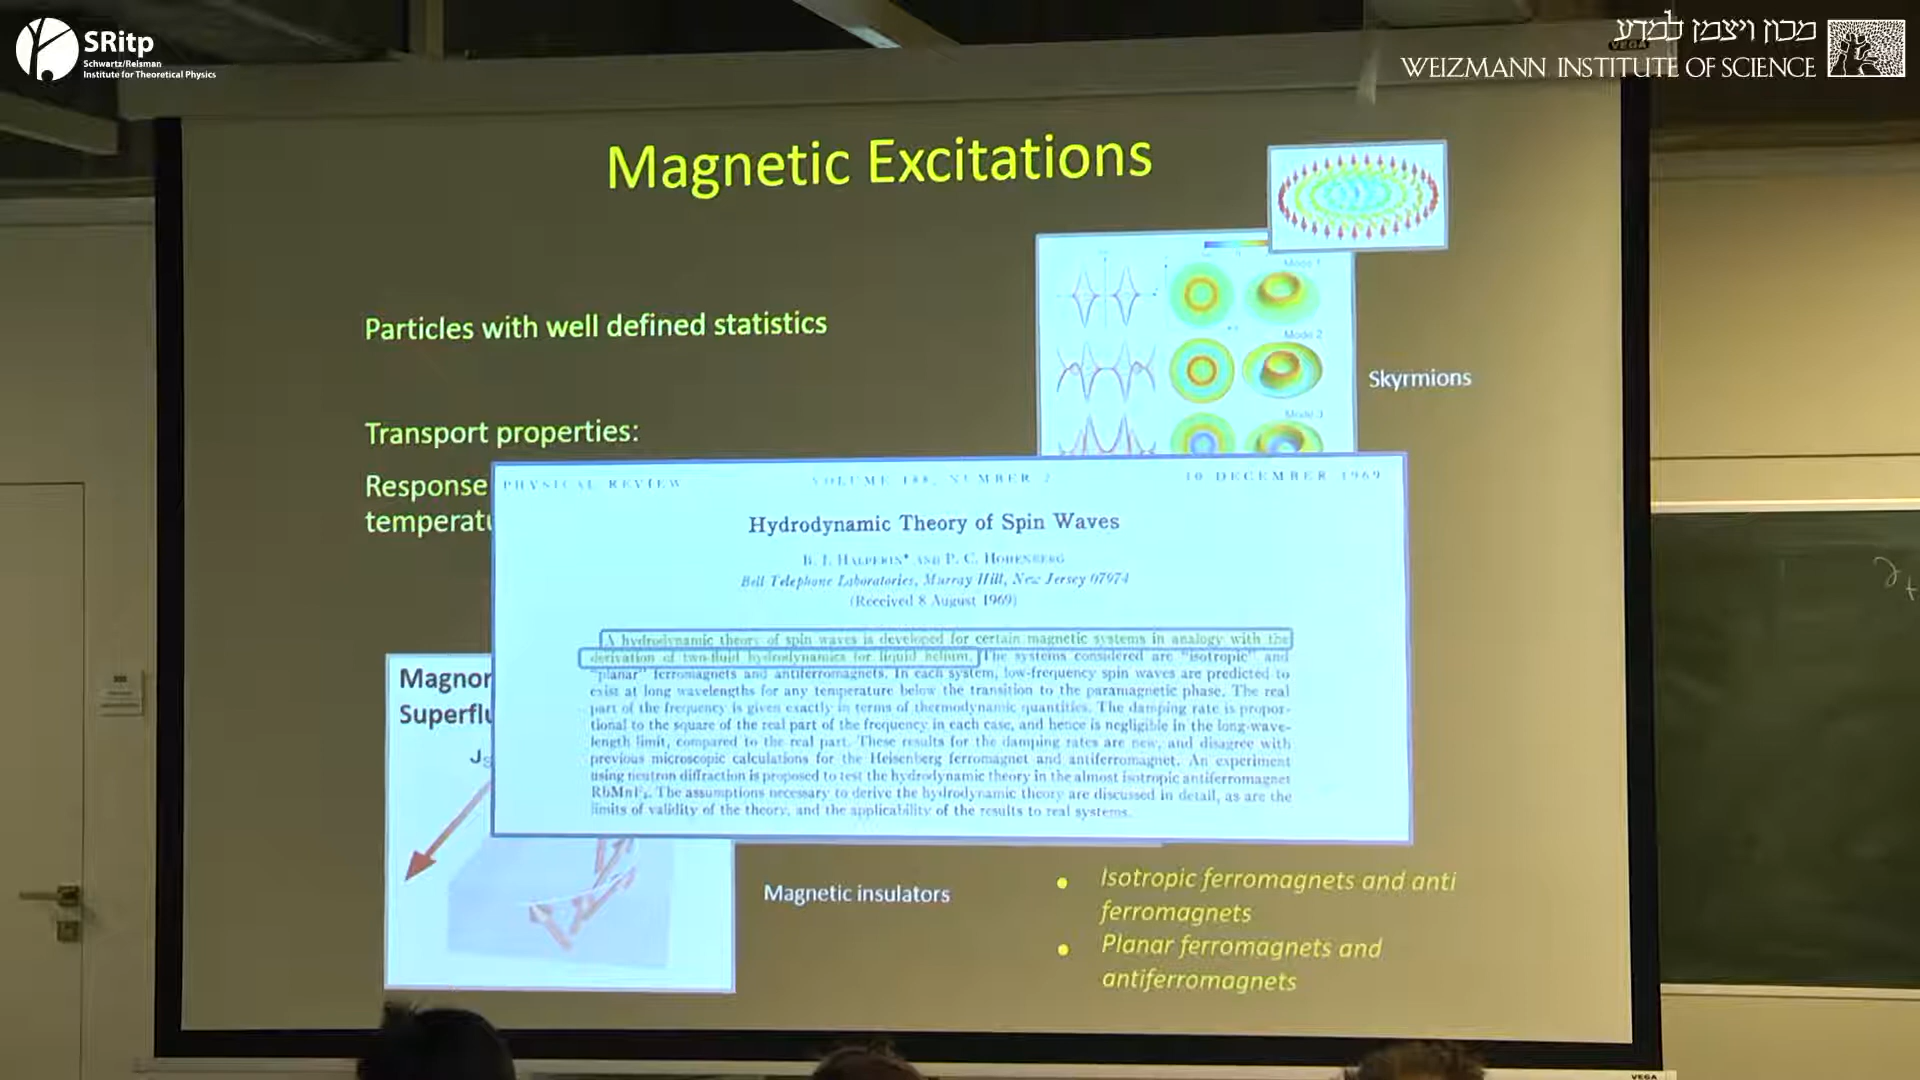 SRitp
Schwartz/Reisman
Institute for Theoretical Physics
מכון ויצמן למדע
WEIZMANN INSTITUTE OF SCIENCE
VEGA
Magnetic Excitations
Particles with well defined statistics
Mode 1
Mode 2
Mode 3
Skyrmions
Transport properties:
Response
temperatu
PHYSICAL REVIEW VOLUME 188, NUMBER 2 10 DECEMBER 1969
Hydrodynamic Theory of Spin Waves
B. I. HALPERIN* AND P. C. HOHENBERG
Bell Telephone Laboratories, Murray Hill, New Jersey 07974
(Received 8 August 1969)
A hydrodynamic theory of spin waves is developed for certain magnetic systems in analogy with the
derivation of two-fluid hydrodynamics for liquid helium. The systems considered are "isotropic" and
"planar" ferromagnets and antiferromagnets. In each system, low-frequency spin waves are predicted to
exist at long wavelengths for any temperature below the transition to the paramagnetic phase. The real
part of the frequency is given exactly in terms of thermodynamic quantities. The damping rate is propor-
tional to the square of the real part of the frequency in each case, and hence is negligible in the long-wave-
length limit, compared to the real part. These results for the damping rates are new, and disagree with
previous microscopic calculations for the Heisenberg ferromagnet and antiferromagnet. An experiment
using neutron diffraction is proposed to test the hydrodynamic theory in the almost isotropic antiferromagnet
RbMnF₃. The assumptions necessary to derive the hydrodynamic theory are discussed in detail, as are the
limits of validity of the theory, and the applicability of the results to real systems.
Magnon
Superflu
Js
Magnetic insulators
• Isotropic ferromagnets and anti
ferromagnets
• Planar ferromagnets and
antiferromagnets
∂t
VEGA